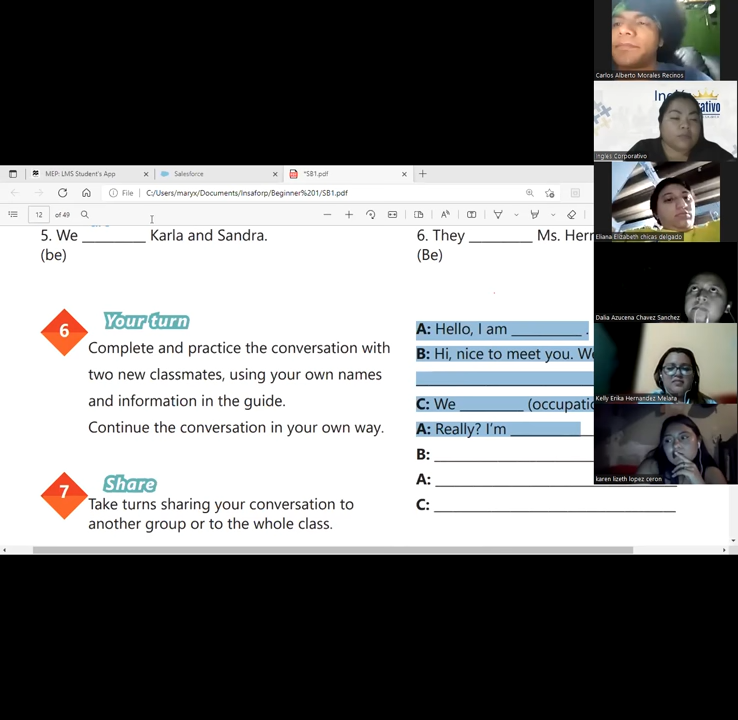 Carlos Alberto Morales Recinos
Ingles Corporativo
Eliana Elizabeth chicas delgado
Dalia Azucena Chavez Sanchez
Kelly Erika Hernandez Melara
karen lizeth lopez ceron
MEP: LMS Student's App
Salesforce
*SB1.pdf
File C:/Users/maryx/Documents/Insaforp/Beginner%201/SB1.pdf
12 of 49
5. We ________ Karla and Sandra.
(be)
6. They ________ Ms. Herr
(Be)
6 Your turn
Complete and practice the conversation with
two new classmates, using your own names
and information in the guide.
Continue the conversation in your own way.
A: Hello, I am _________ .
B: Hi, nice to meet you. We
C: We ________ (occupatio
A: Really? I'm _________
B:
A:
C:
7 Share
Take turns sharing your conversation to
another group or to the whole class.